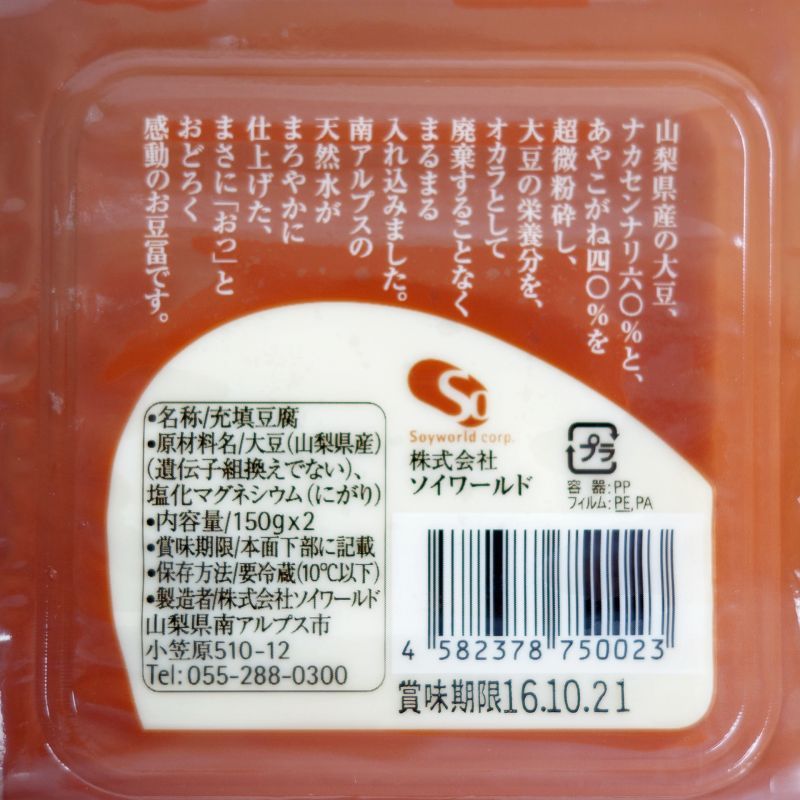 山梨県産の大豆、
ナカセンナリ六〇％と、
あやこがね四〇％を
超微粉砕し、
大豆の栄養分を、
オカラとして
廃棄することなく
まるまる
入れ込みました。
南アルプスの
天然水が
まろやかに
仕上げた、
まさに「おっ」と
おどろく
感動のお豆冨です。
So
Soyworld corp.
株式会社
ソイワールド
プラ
容器:PP
フィルム:PE,PA
•名称/充填豆腐
•原材料名/大豆(山梨県産)
(遺伝子組換えでない)、
塩化マグネシウム(にがり)
•内容量/150g×2
•賞味期限/本面下部に記載
•保存方法/要冷蔵(10℃以下)
•製造者/株式会社ソイワールド
山梨県南アルプス市
小笠原510-12
Tel:055-288-0300
4 582378 750023
賞味期限16.10.21